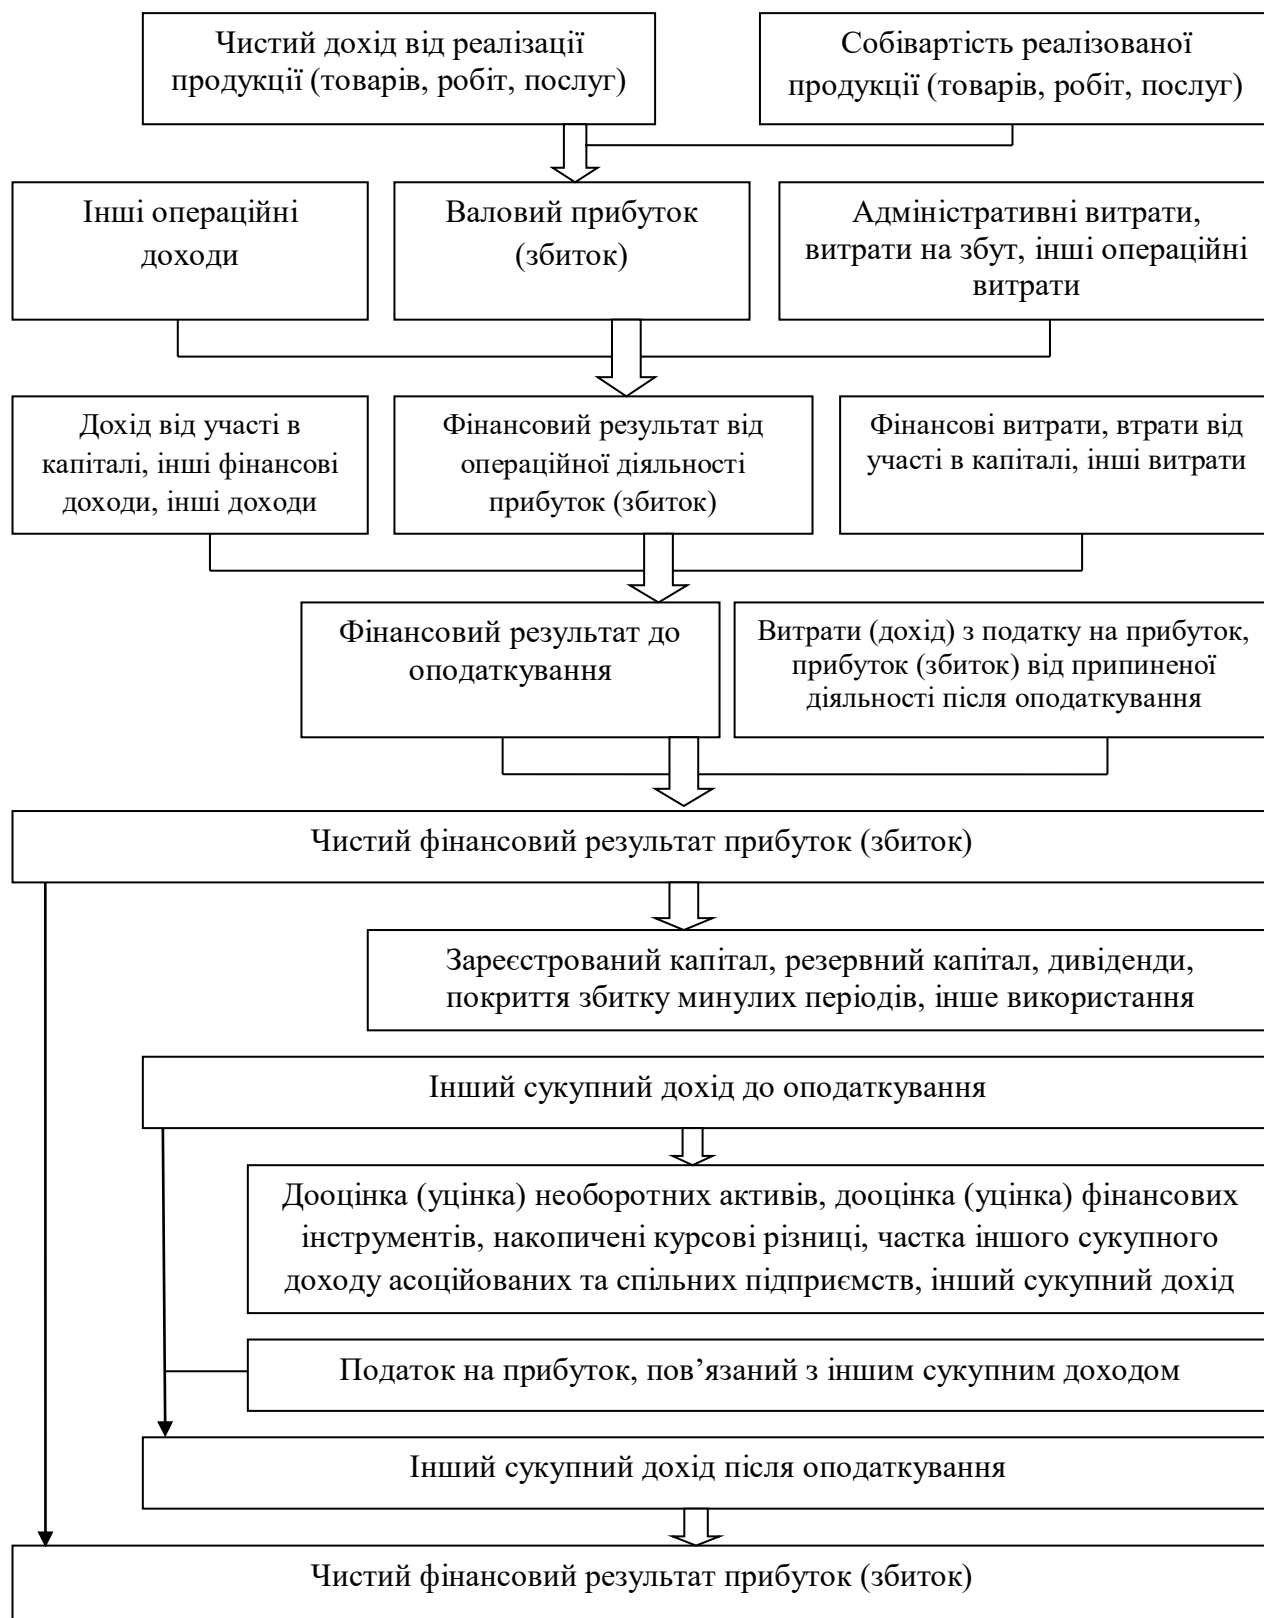 Чистий дохід від реалізації
продукції (товарів, робіт, послуг)
Собівартість реалізованої
продукції (товарів, робіт, послуг)
Інші операційні
доходи
Валовий прибуток
(збиток)
Адміністративні витрати,
витрати на збут, інші операційні
витрати
Дохід від участі в
капіталі, інші фінансові
доходи, інші доходи
Фінансовий результат від
операційної діяльності
прибуток (збиток)
Фінансові витрати, втрати від
участі в капіталі, інші витрати
Фінансовий результат до
оподаткування
Витрати (дохід) з податку на прибуток,
прибуток (збиток) від припиненої
діяльності після оподаткування
Чистий фінансовий результат прибуток (збиток)
Зареєстрований капітал, резервний капітал, дивіденди,
покриття збитку минулих періодів, інше використання
Інший сукупний дохід до оподаткування
Дооцінка (уцінка) необоротних активів, дооцінка (уцінка) фінансових
інструментів, накопичені курсові різниці, частка іншого сукупного
доходу асоційованих та спільних підприємств, інший сукупний дохід
Податок на прибуток, пов’язаний з іншим сукупним доходом
Інший сукупний дохід після оподаткування
Чистий фінансовий результат прибуток (збиток)